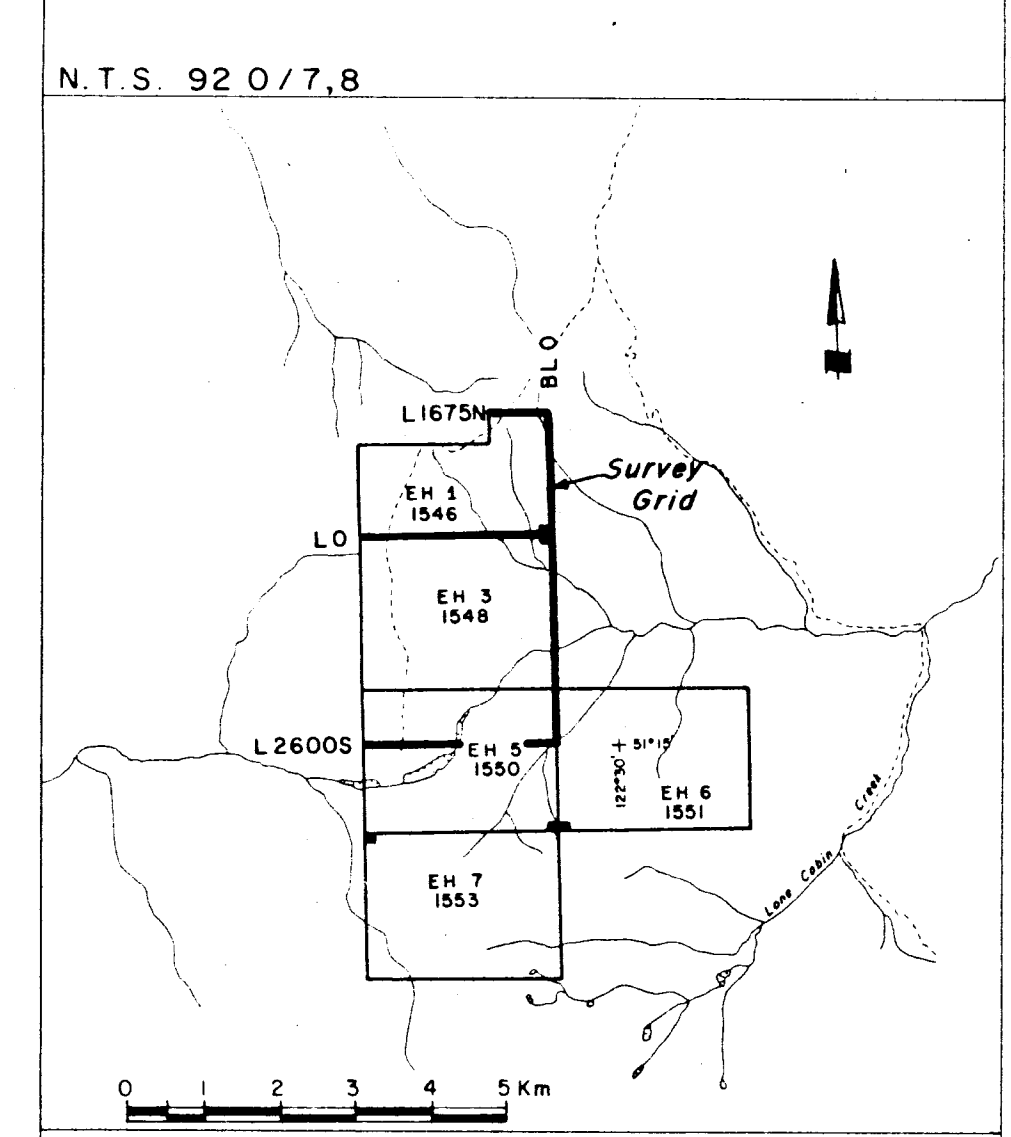 N.T.S. 92 O/7,8
BL O
L1675N
Survey
Grid
EH 1
1546
L O
EH 3
1548
L 2600S
EH 5
1550
122°30'
51°15'
EH 6
1551
Lone Cabin Creek
EH 7
1553
0 1 2 3 4 5 Km